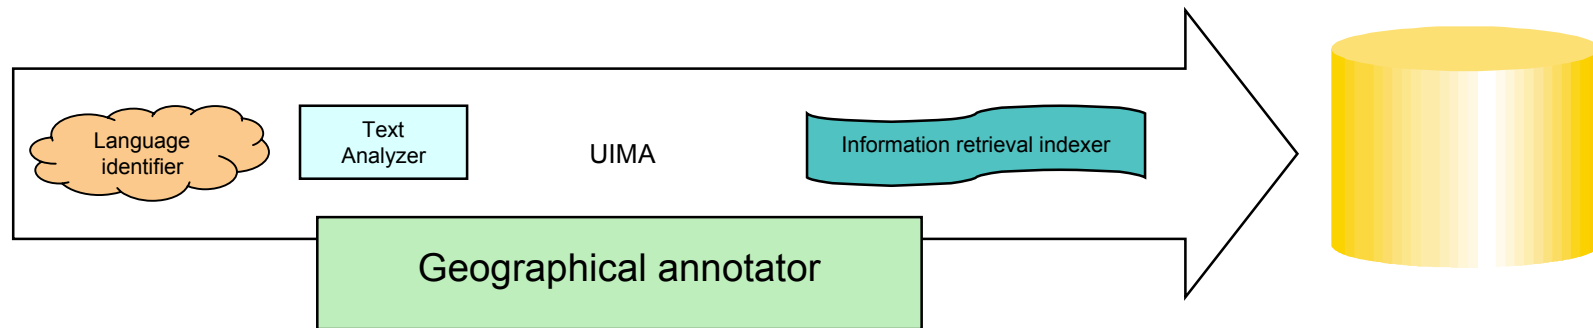 Language
identifier
Text
Analyzer
UIMA
Information retrieval indexer
Geographical annotator